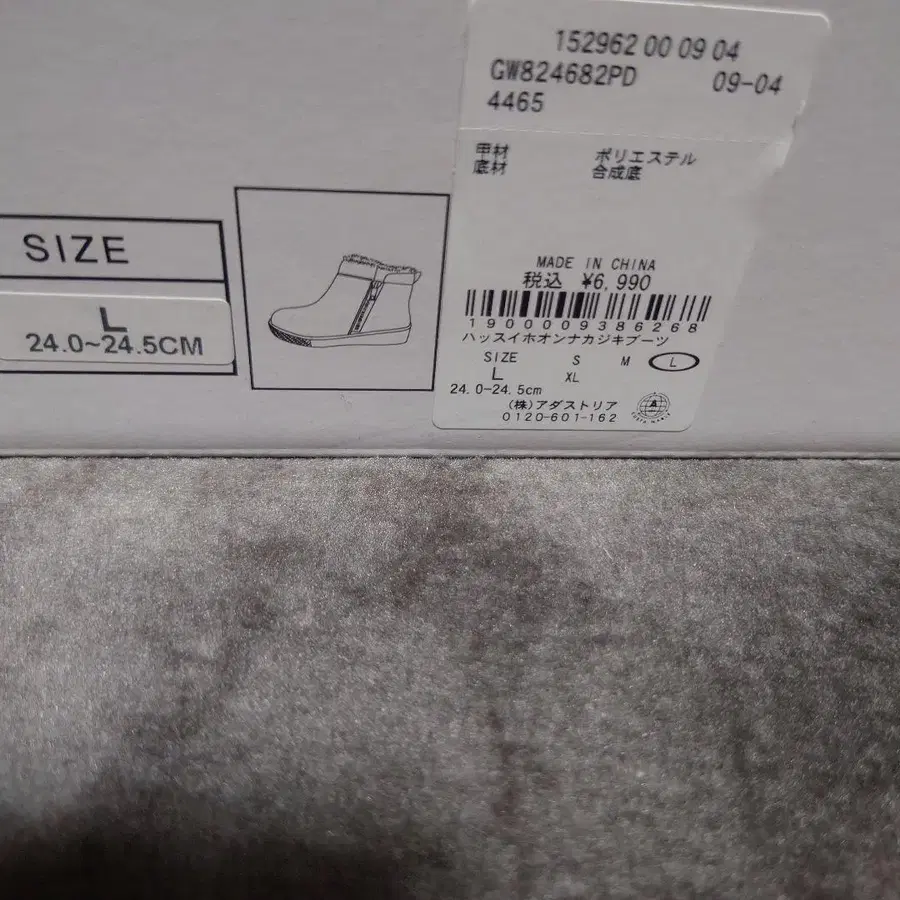 SIZE
L
24.0~24.5CM
152962 00 09 04
GW824682PD 09-04
4465
甲材 ポリエステル
底材 合成底
MADE IN CHINA
税込 ¥6,990
1900009386268
ハッスイホオンナカジキブーツ
SIZE S M L
L XL
24.0-24.5cm
(株)アダストリア
0120-601-162